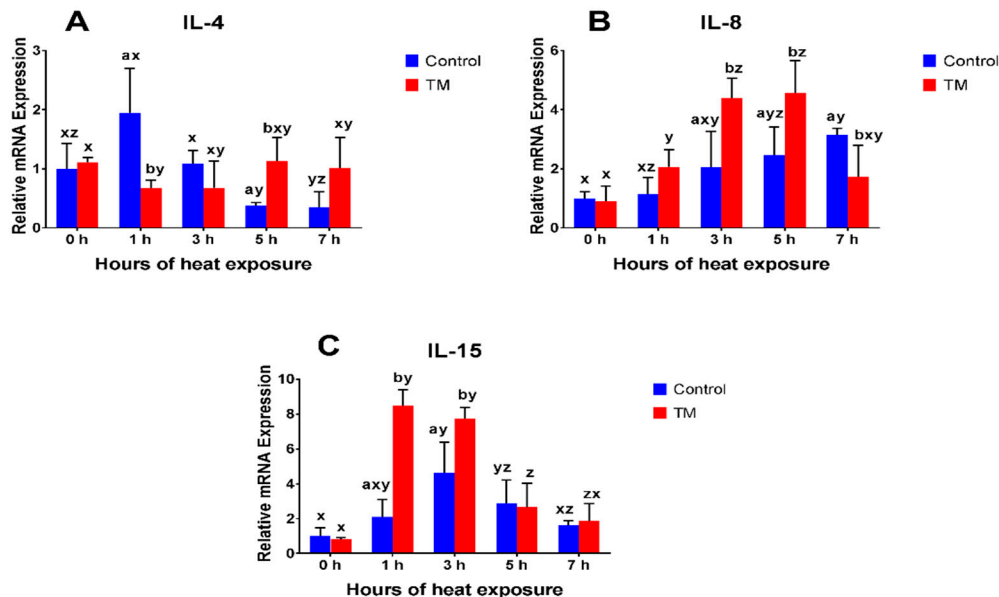 A
IL-4
Relative mRNA Expression
3
2
1
0
xz
x
ax
by
x
xy
ay
bxy
yz
xy
0 h
1 h
3 h
5 h
7 h
Hours of heat exposure
Control
TM
B
IL-8
Relative mRNA Expression
6
4
2
0
x
x
xz
y
axy
bz
ayz
bz
ay
bxy
0 h
1 h
3 h
5 h
7 h
Hours of heat exposure
Control
TM
C
IL-15
Relative mRNA Expression
10
8
6
4
2
0
x
x
axy
by
ay
by
yz
z
xz
zx
0 h
1 h
3 h
5 h
7 h
Hours of heat exposure
Control
TM